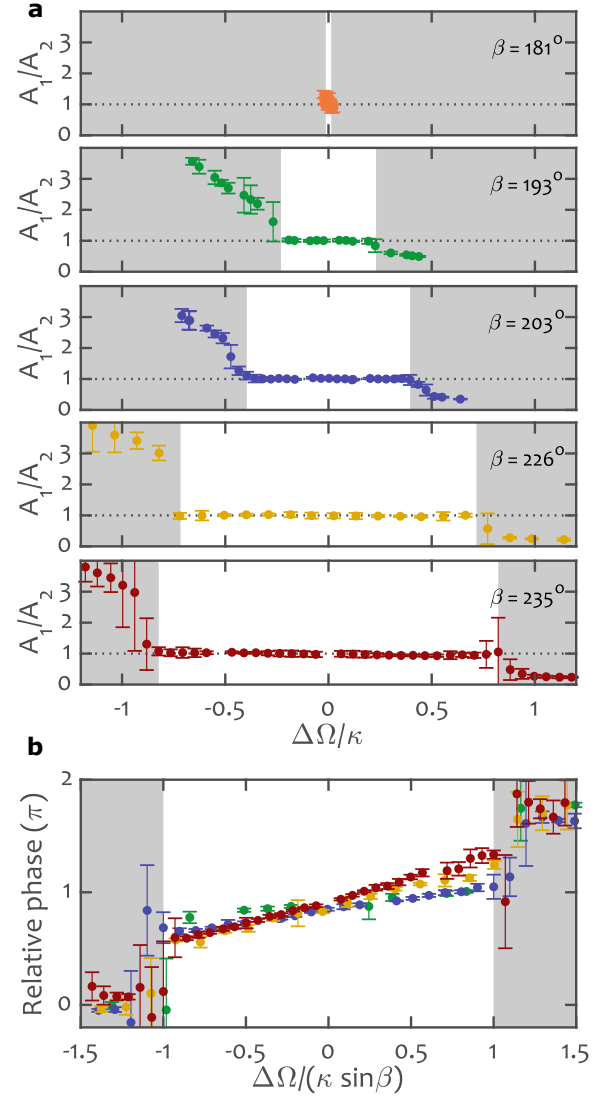 a
A₁/A₂
3
2
1
0
β = 181°
A₁/A₂
3
2
1
0
β = 193°
A₁/A₂
3
2
1
0
β = 203°
A₁/A₂
3
2
1
0
β = 226°
A₁/A₂
3
2
1
0
β = 235°
-1 -0.5 0 0.5 1
ΔΩ/κ
b
Relative phase (π)
2
1
0
-1.5 -1 -0.5 0 0.5 1 1.5
ΔΩ/(κ sinβ)